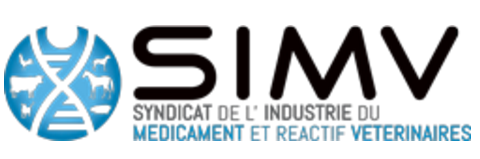 SIMV
SYNDICAT DE L' INDUSTRIE DU
MEDICAMENT ET REACTIF VETERINAIRES